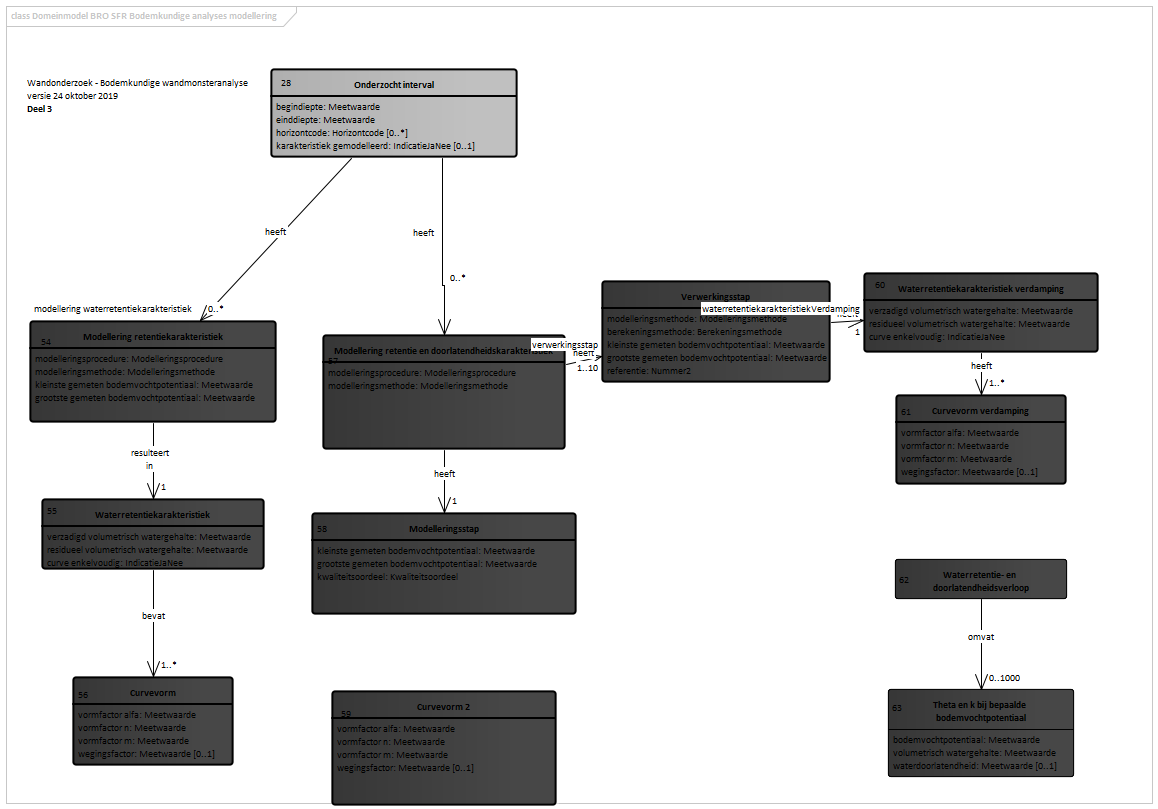 class Domeinmodel BRO SFR Bodemkundige analyses modellering
Wandonderzoek - Bodemkundige wandmonsteranalyse
versie 24 oktober 2019
Deel 3
28
Onderzocht interval
begindiepte: Meetwaarde
einddiepte: Meetwaarde
horizontcode: Horizontcode [0..*]
karakteristiek gemodelleerd: IndicatieJaNee [0..1]
heeft
heeft
0..*
modellering waterretentiekarakteristiek
0..*
54
Modellering retentiekarakteristiek
modelleringsprocedure: Modelleringsprocedure
modelleringsmethode: Modelleringsmethode
kleinste gemeten bodemvochtpotentiaal: Meetwaarde
grootste gemeten bodemvochtpotentiaal: Meetwaarde
57
Modellering retentie en doorlatendheidskarakteristiek
modelleringsprocedure: Modelleringsprocedure
modelleringsmethode: Modelleringsmethode
verwerkingsstap
heeft
1..10
Verwerkingsstap
modelleringsmethode: Modelleringsmethode
berekeningsmethode: Berekeningsmethode
kleinste gemeten bodemvochtpotentiaal: Meetwaarde
grootste gemeten bodemvochtpotentiaal: Meetwaarde
referentie: Nummer2
waterretentiekarakteristiekVerdamping
heeft
1
60
Waterretentiekarakteristiek verdamping
verzadigd volumetrisch watergehalte: Meetwaarde
residueel volumetrisch watergehalte: Meetwaarde
curve enkelvoudig: IndicatieJaNee
heeft
1..*
61
Curvevorm verdamping
vormfactor alfa: Meetwaarde
vormfactor n: Meetwaarde
vormfactor m: Meetwaarde
wegingsfactor: Meetwaarde [0..1]
resulteert
in
1
heeft
1
55
Waterretentiekarakteristiek
verzadigd volumetrisch watergehalte: Meetwaarde
residueel volumetrisch watergehalte: Meetwaarde
curve enkelvoudig: IndicatieJaNee
58
Modelleringsstap
kleinste gemeten bodemvochtpotentiaal: Meetwaarde
grootste gemeten bodemvochtpotentiaal: Meetwaarde
kwaliteitsoordeel: Kwaliteitsoordeel
62
Waterretentie- en
doorlatendheidsverloop
bevat
1..*
omvat
0..1000
56
Curvevorm
vormfactor alfa: Meetwaarde
vormfactor n: Meetwaarde
vormfactor m: Meetwaarde
wegingsfactor: Meetwaarde [0..1]
59
Curvevorm 2
vormfactor alfa: Meetwaarde
vormfactor n: Meetwaarde
vormfactor m: Meetwaarde
wegingsfactor: Meetwaarde [0..1]
63
Theta en k bij bepaalde
bodemvochtpotentiaal
bodemvochtpotentiaal: Meetwaarde
volumetrisch watergehalte: Meetwaarde
waterdoorlatendheid: Meetwaarde [0..1]